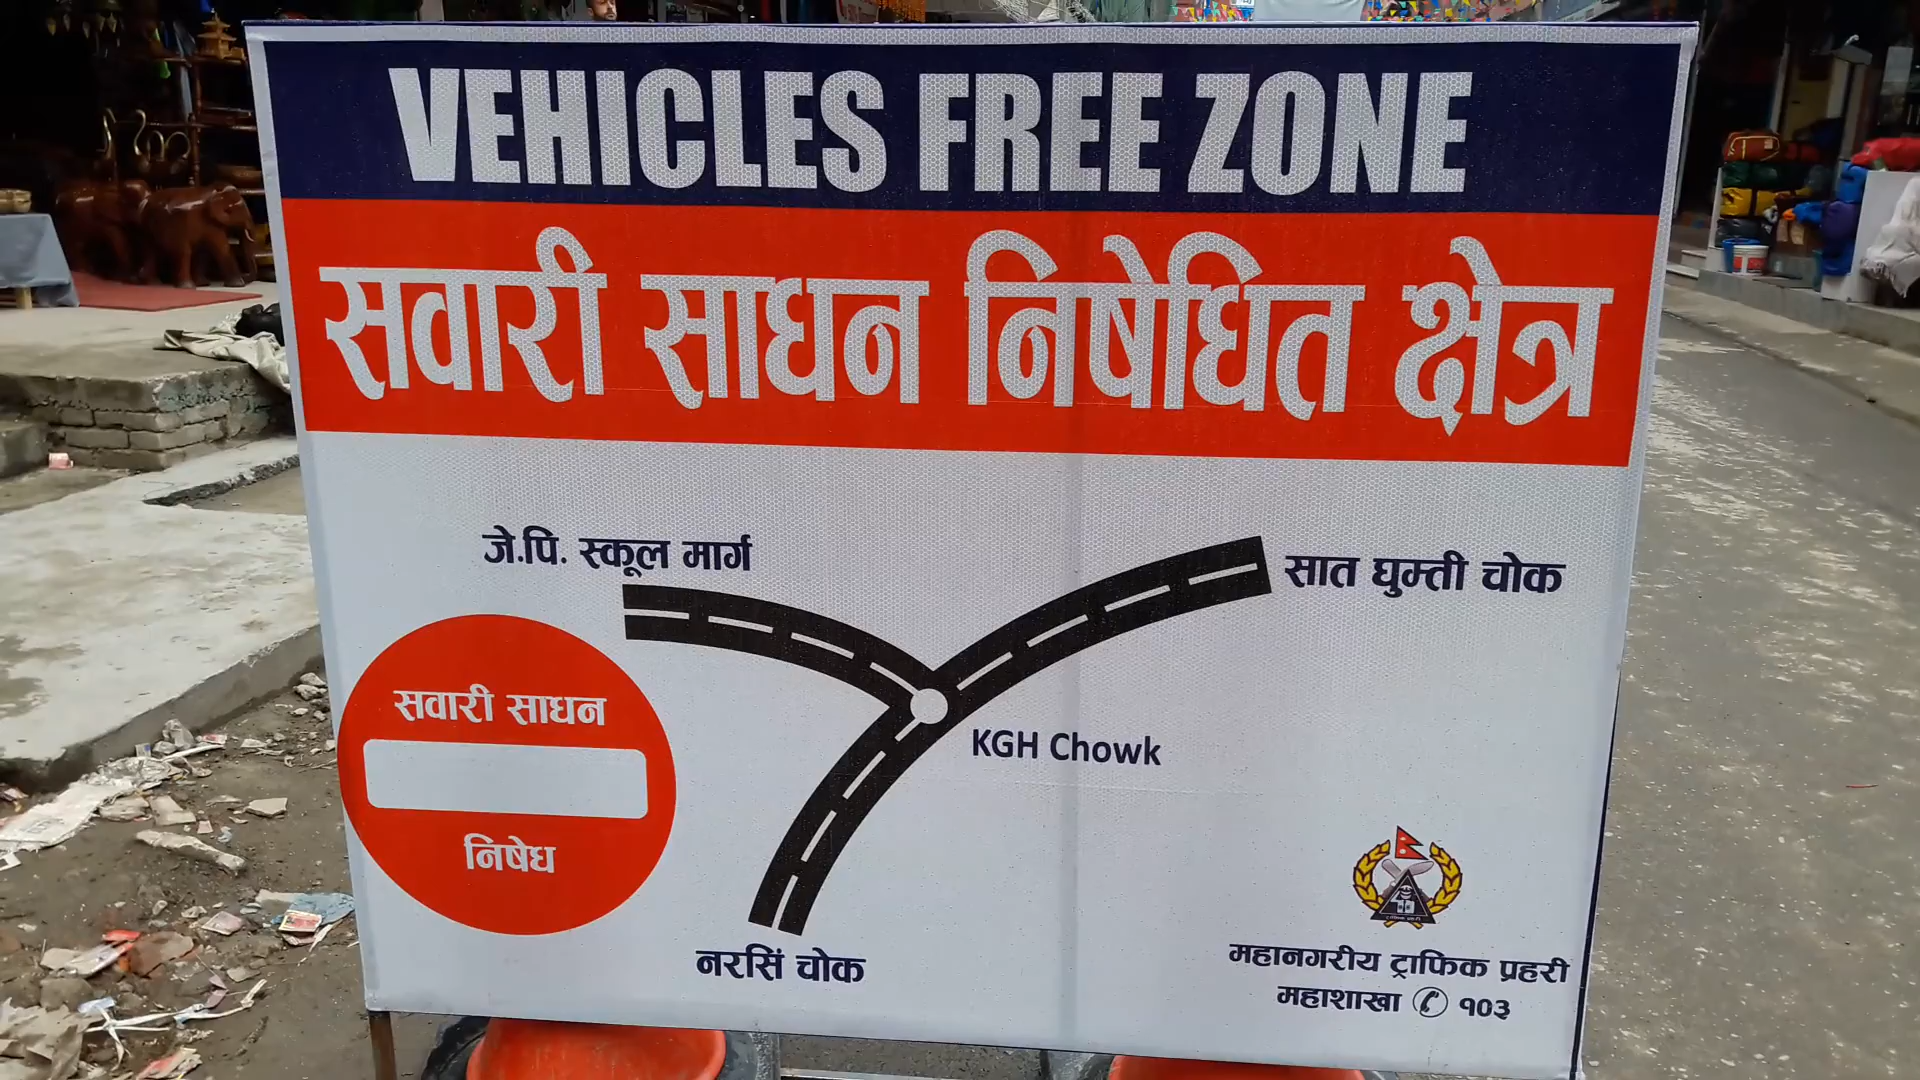 VEHICLES FREE ZONE
सवारी साधन निषेधित क्षेत्र
जे.पि. स्कूल मार्ग
सात घुम्ती चोक
सवारी साधन
निषेध
KGH Chowk
नरसिं चोक
महानगरीय ट्राफिक प्रहरी
महाशाखा ✆ १०३